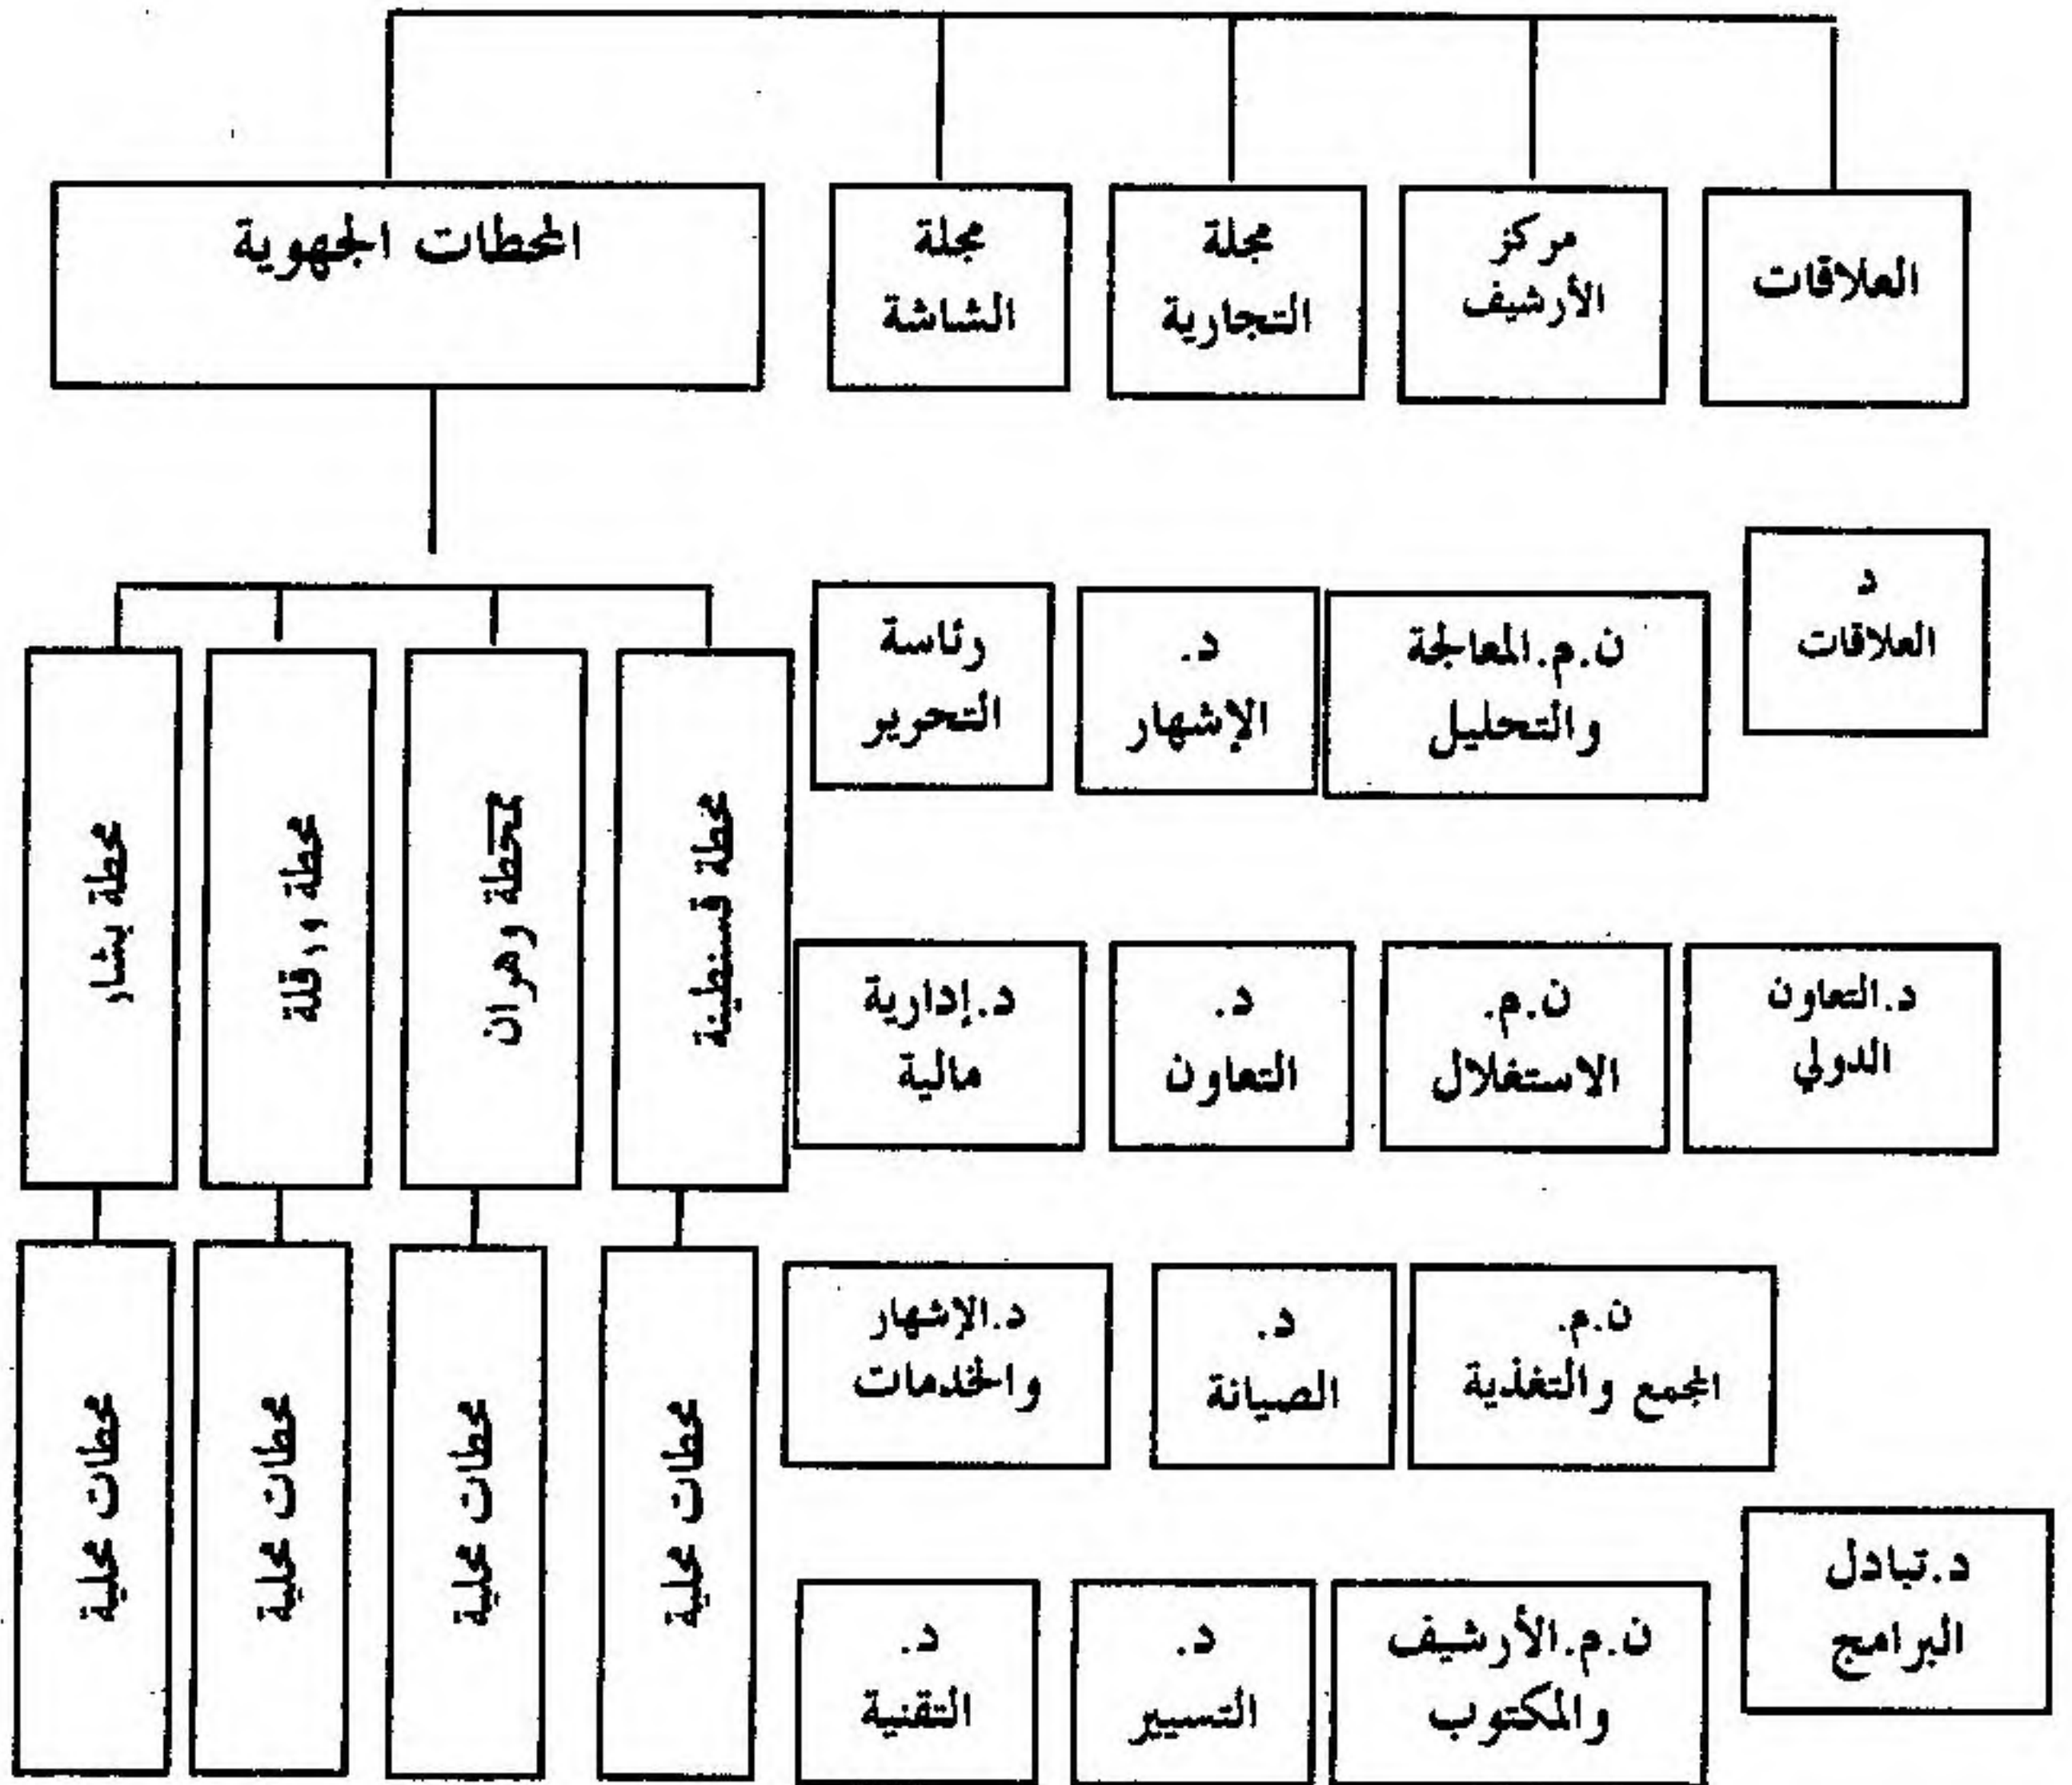 العلاقات
مركز
الأرشيف
مجلة
التجارية
مجلة
الشاشة
المحطات الجهوية
د
العلاقات
ن.م.المعالجة
والتحليل
د.
الإشهار
رئاسة
التحرير
محطة قسنطينة
محطة وهران
محطة ورقلة
محطة بشار
د.التعاون
الدولي
ن.م.
الاستغلال
د.
التعاون
د.إدارية
مالية
ن.م.
المجمع والتغذية
د.
الصيانة
د.الإشهار
والخدمات
محطات محلية
محطات محلية
محطات محلية
محطات محلية
د.تبادل
البرامج
ن.م.الأرشيف
والمكتوب
د.
التسيير
د.
التقنية